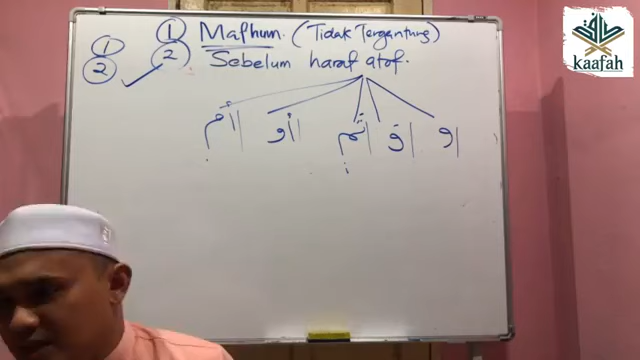 ① Mafhum. (Tidak Tergantung)
① ② Sebelum haraf atof.
②
و ف ثم أو أم
kaafah